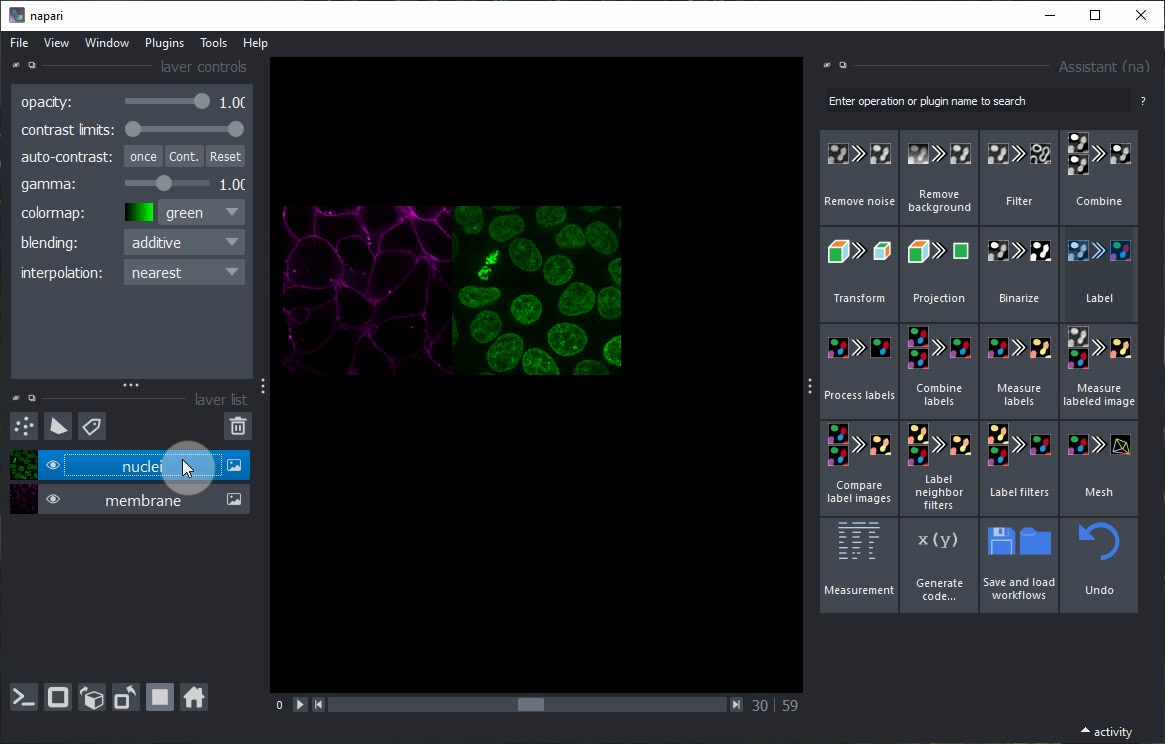 napari
File View Window Plugins Tools Help
layer controls
opacity: 1.00
contrast limits:
auto-contrast: once Cont. Reset
gamma: 1.00
colormap: green
blending: additive
interpolation: nearest
layer list
nuclei
membrane
0 30 | 59
Assistant (na)
Enter operation or plugin name to search ?
Remove noise
Remove
background
Filter
Combine
Transform
Projection
Binarize
Label
Process labels
Combine
labels
Measure
labels
Measure
labeled image
Compare
label images
Label
neighbor
filters
Label filters
Mesh
Measurement
x(y)
Generate
code...
Save and load
workflows
Undo
activity